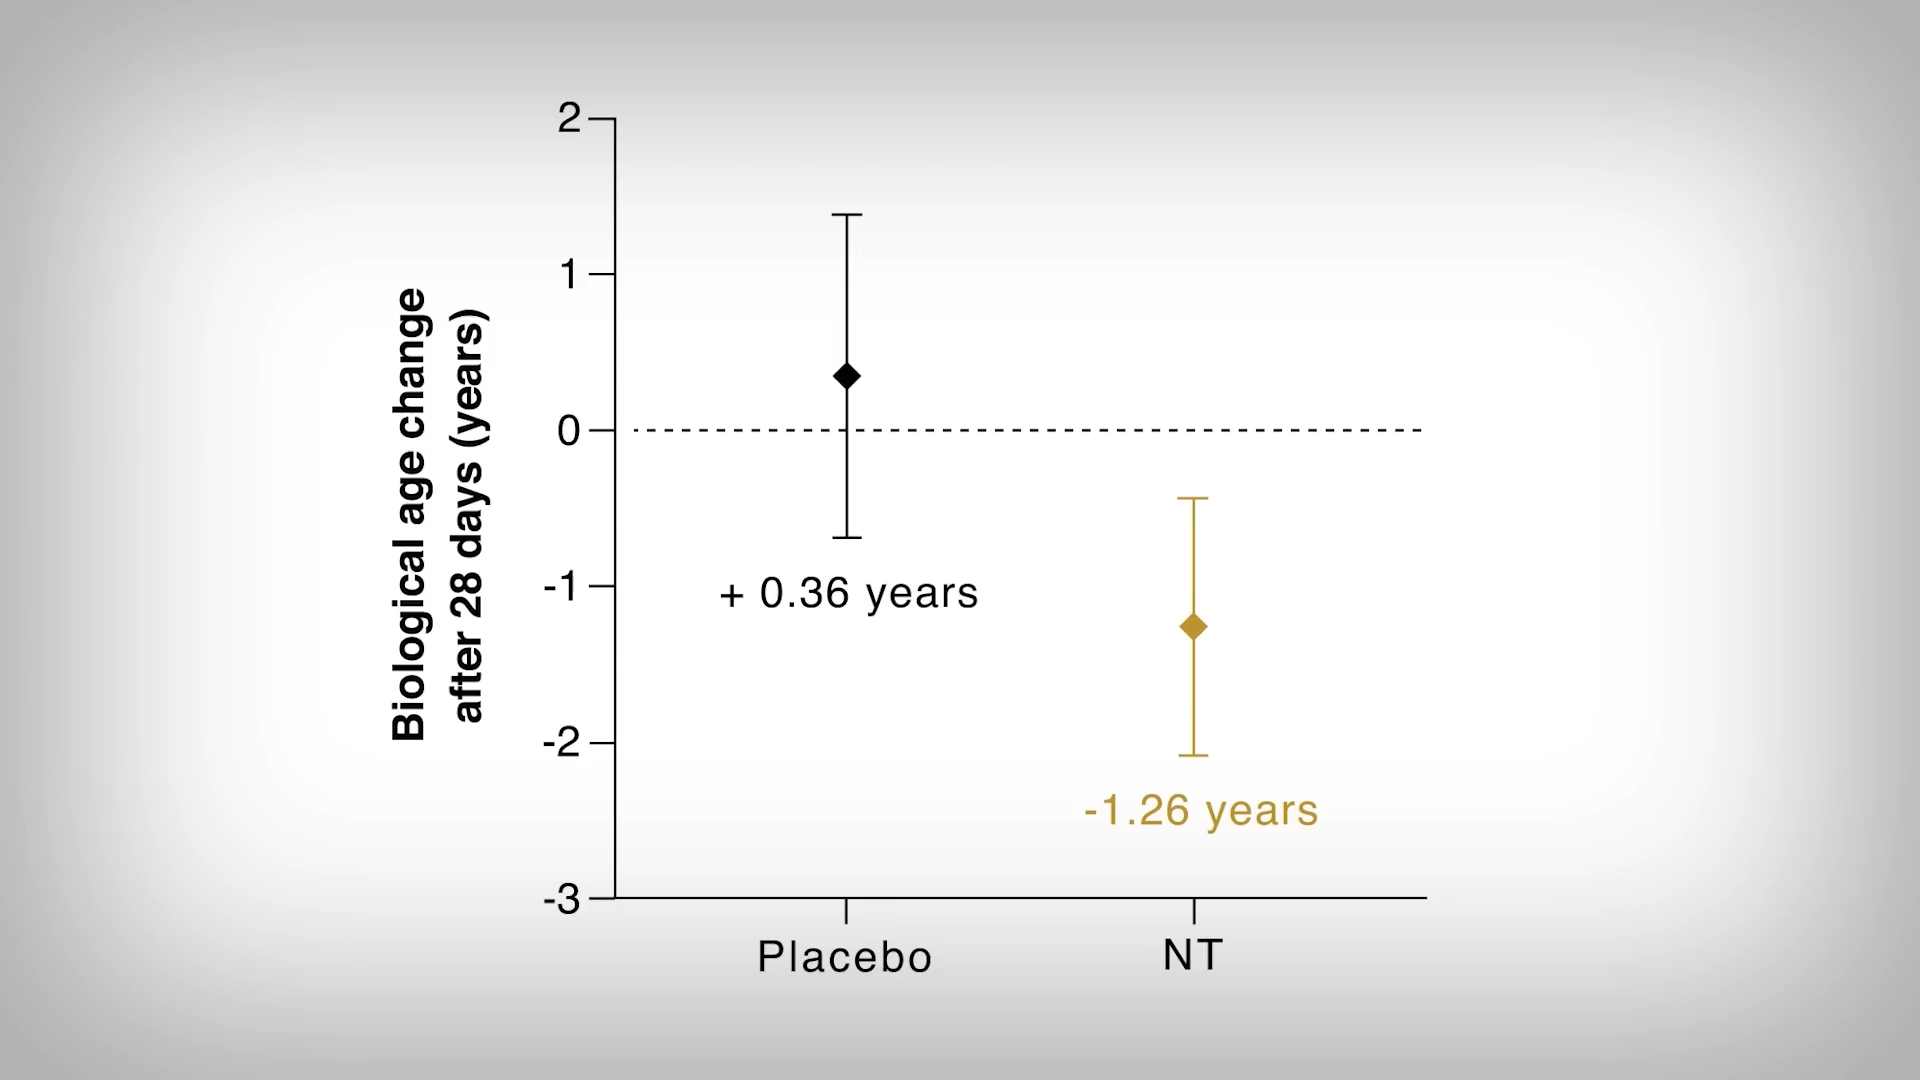 Biological age change
after 28 days (years)
2
1
0
-1
-2
-3
+ 0.36 years
-1.26 years
Placebo
NT